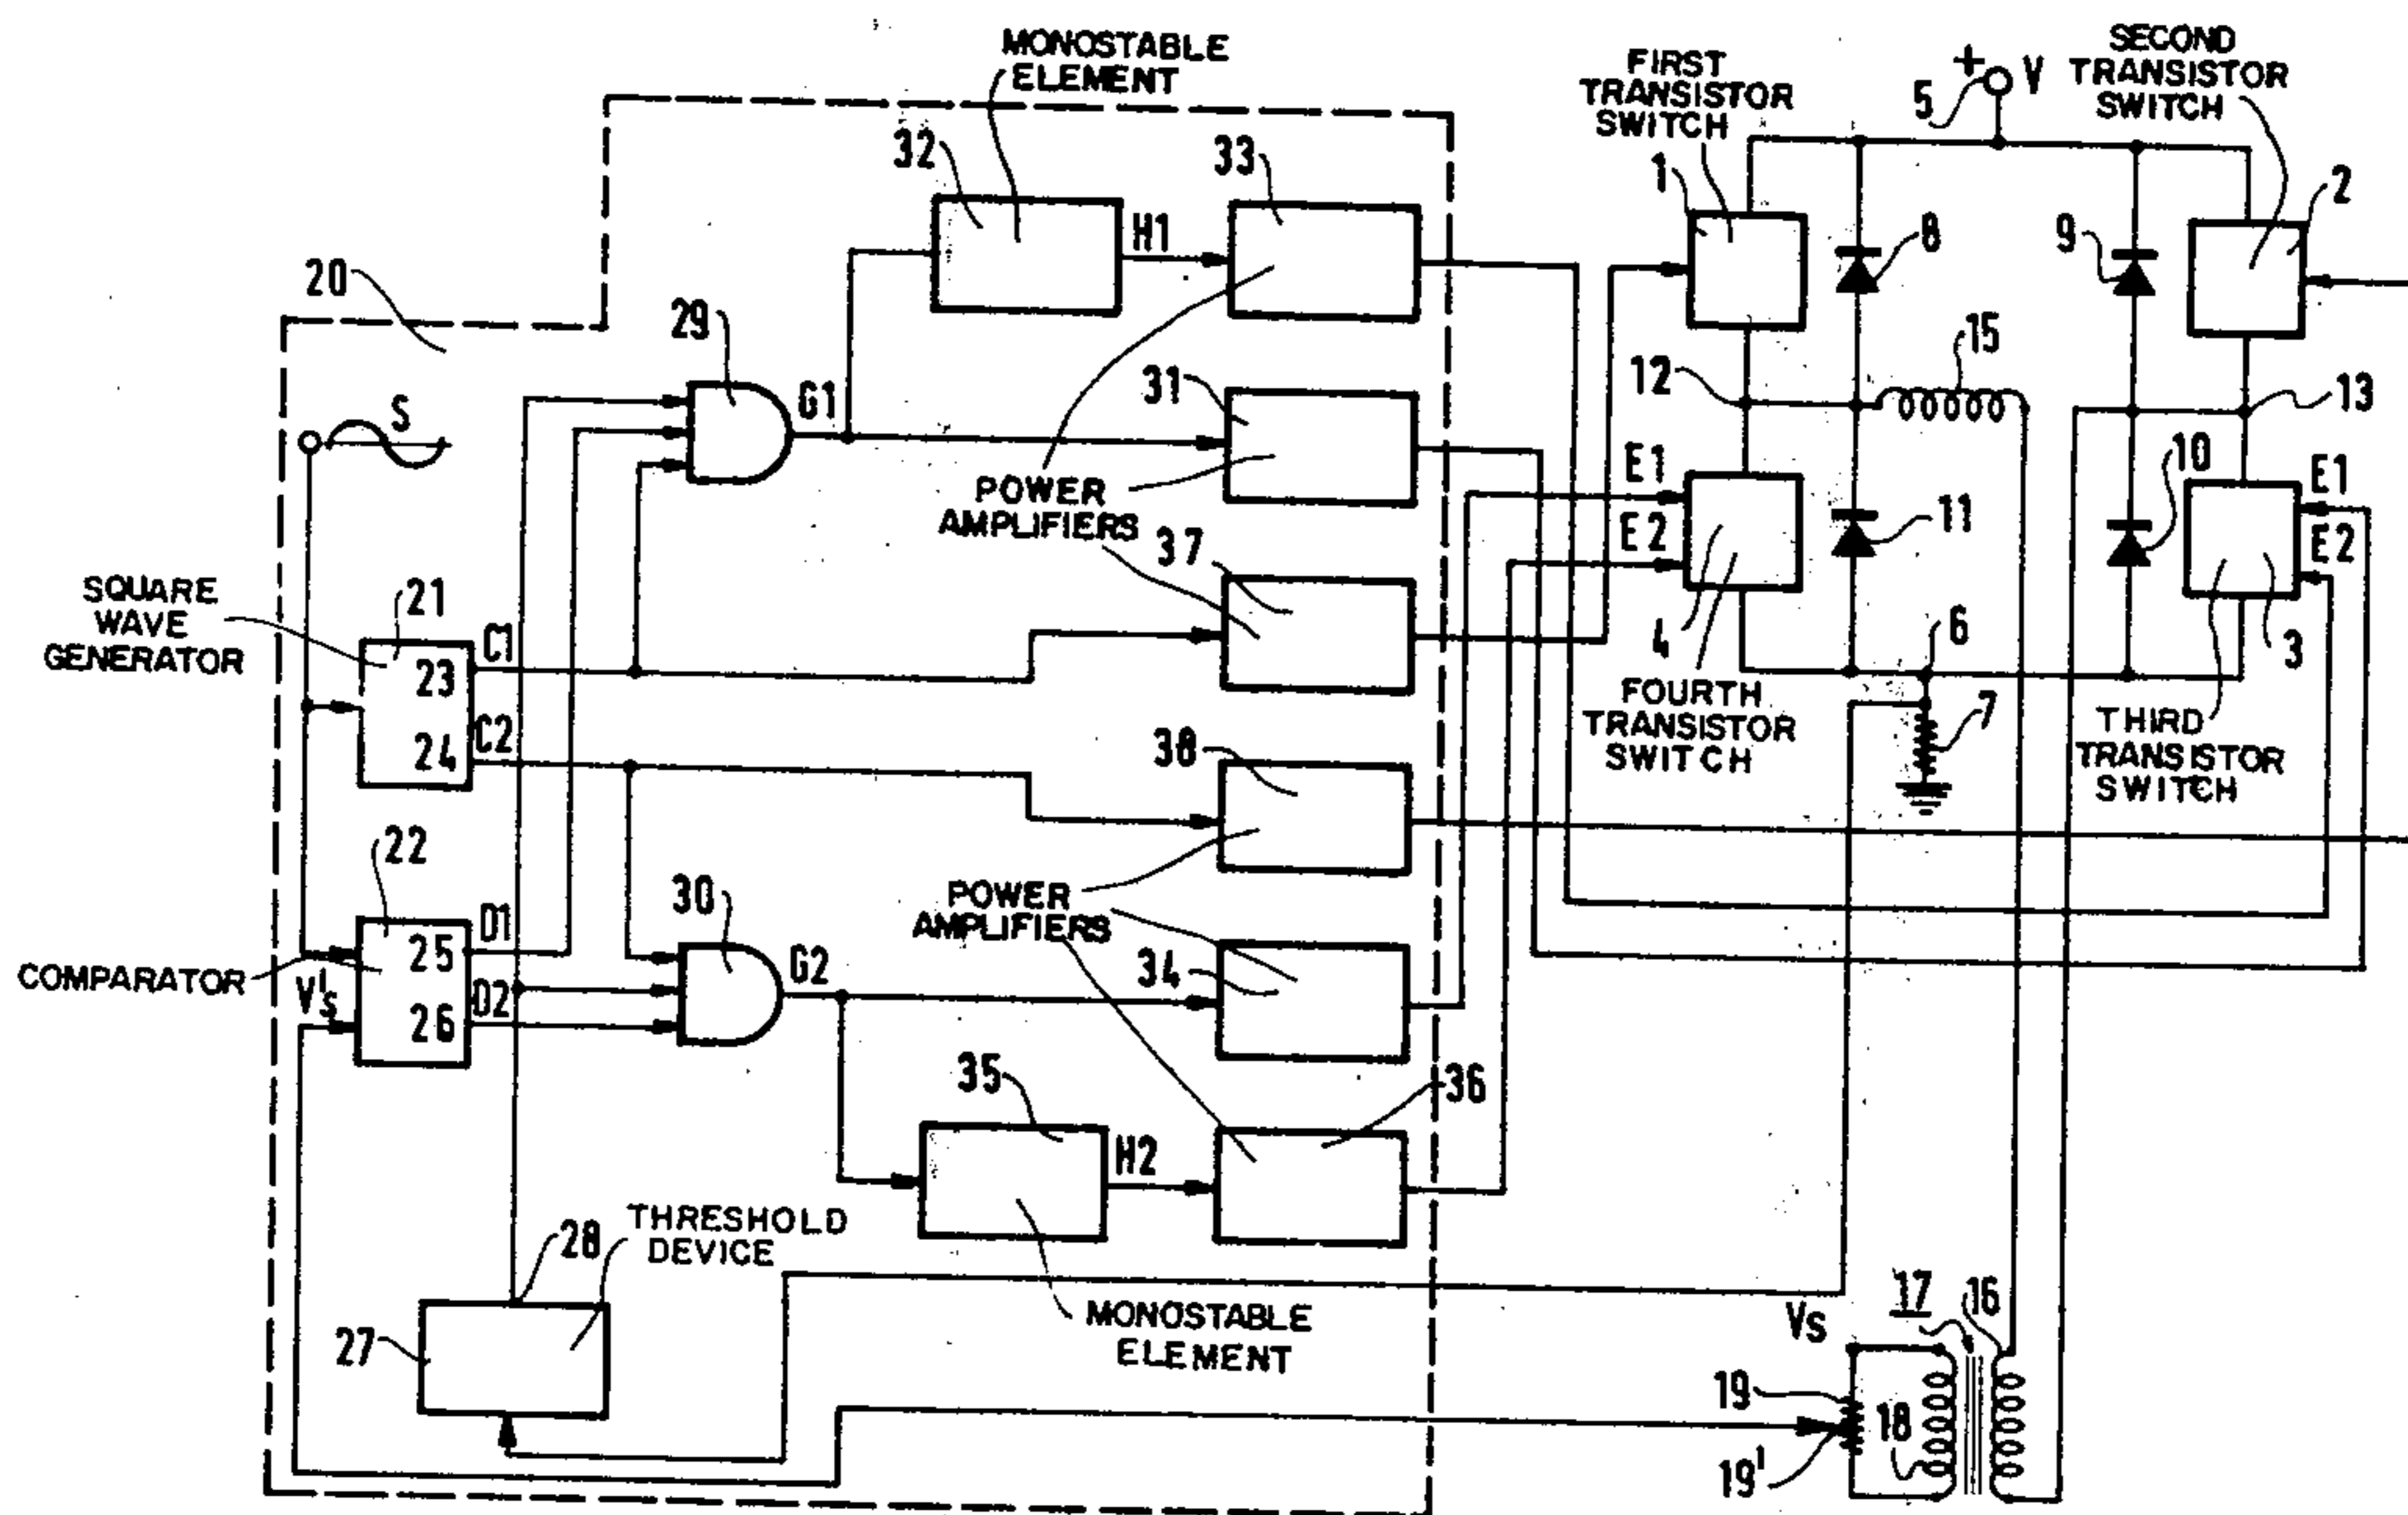 MONOSTABLE
ELEMENT
FIRST
TRANSISTOR
SWITCH
+
V
5
SECOND
TRANSISTOR
SWITCH
32
33
1
2
H1
8
9
20
29
15
31
12
13
G1
S
E1
10
E1
POWER
AMPLIFIERS
E2
11
E2
37
SQUARE
WAVE
GENERATOR
21
C1
23
4
6
3
FOURTH
TRANSISTOR
SWITCH
7
THIRD
TRANSISTOR
SWITCH
C2
24
38
22
30
POWER
AMPLIFIERS
D1
25
COMPARATOR
V's
G2
34
D2
26
35
36
H2
28
THRESHOLD
DEVICE
MONOSTABLE
ELEMENT
27
Vs
17
16
19
18
19'